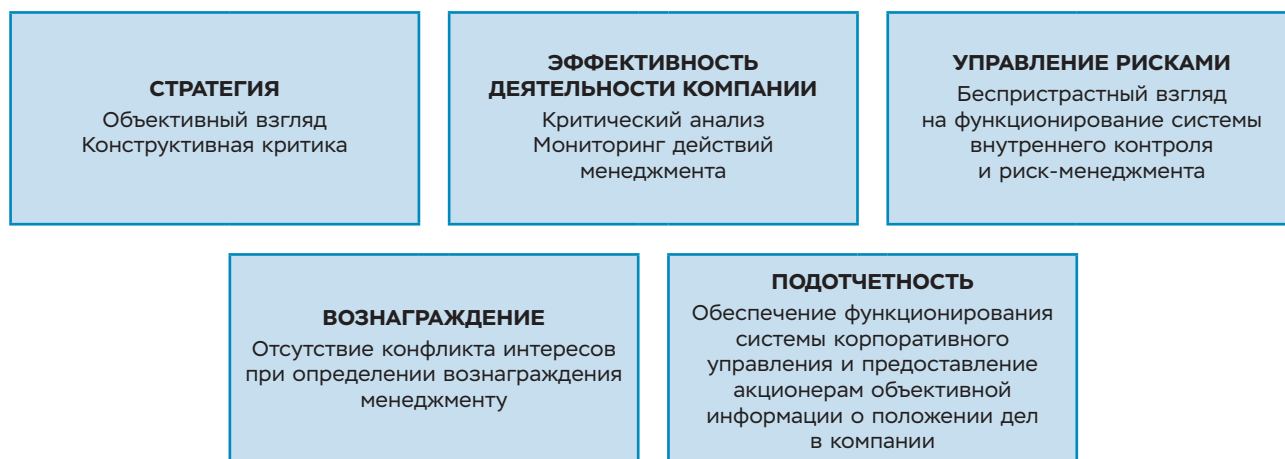 СТРАТЕГИЯ
Объективный взгляд
Конструктивная критика
ЭФФЕКТИВНОСТЬ
ДЕЯТЕЛЬНОСТИ КОМПАНИИ
Критический анализ
Мониторинг действий
менеджмента
УПРАВЛЕНИЕ РИСКАМИ
Беспристрастный взгляд
на функционирование системы
внутреннего контроля
и риск-менеджмента
ВОЗНАГРАЖДЕНИЕ
Отсутствие конфликта интересов
при определении вознаграждения
менеджменту
ПОДОТЧЕТНОСТЬ
Обеспечение функционирования
системы корпоративного
управления и предоставление
акционерам объективной
информации о положении дел
в компании